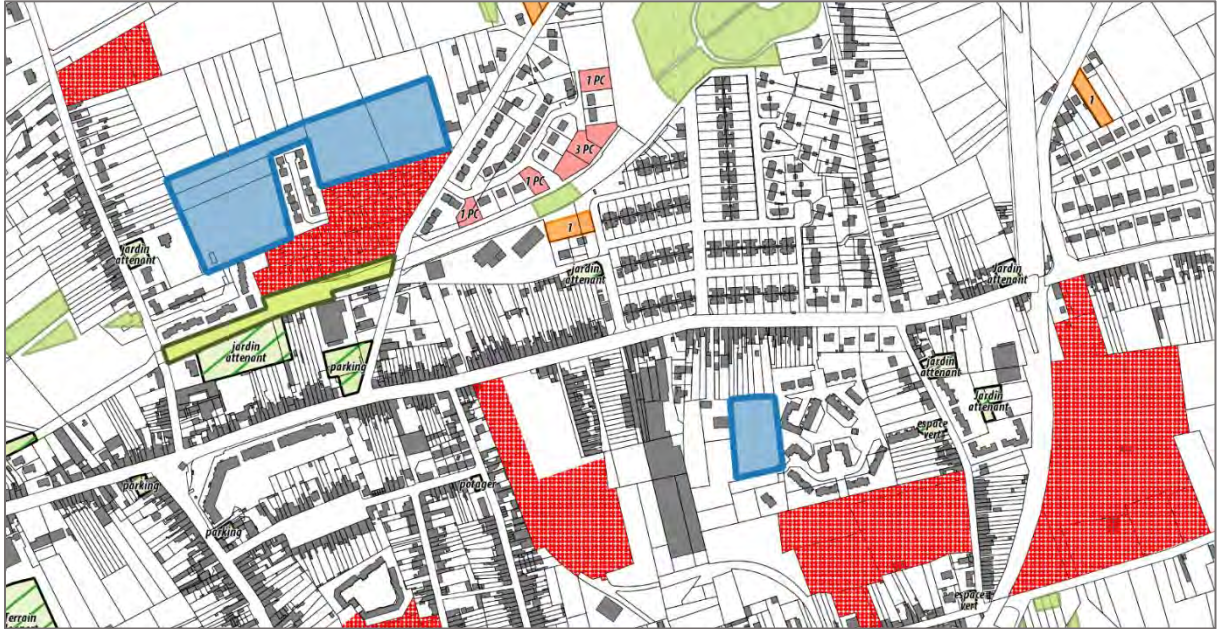 1 PC
1
3 PC
1 PC
1 PC
1
jardin
attenant
jardin
attenant
Jardin
attenant
jardin
attenant
parking
jardin
attenant
Jardin
attenant
espace
vert
parking
potager
parking
espace
vert
Terrain